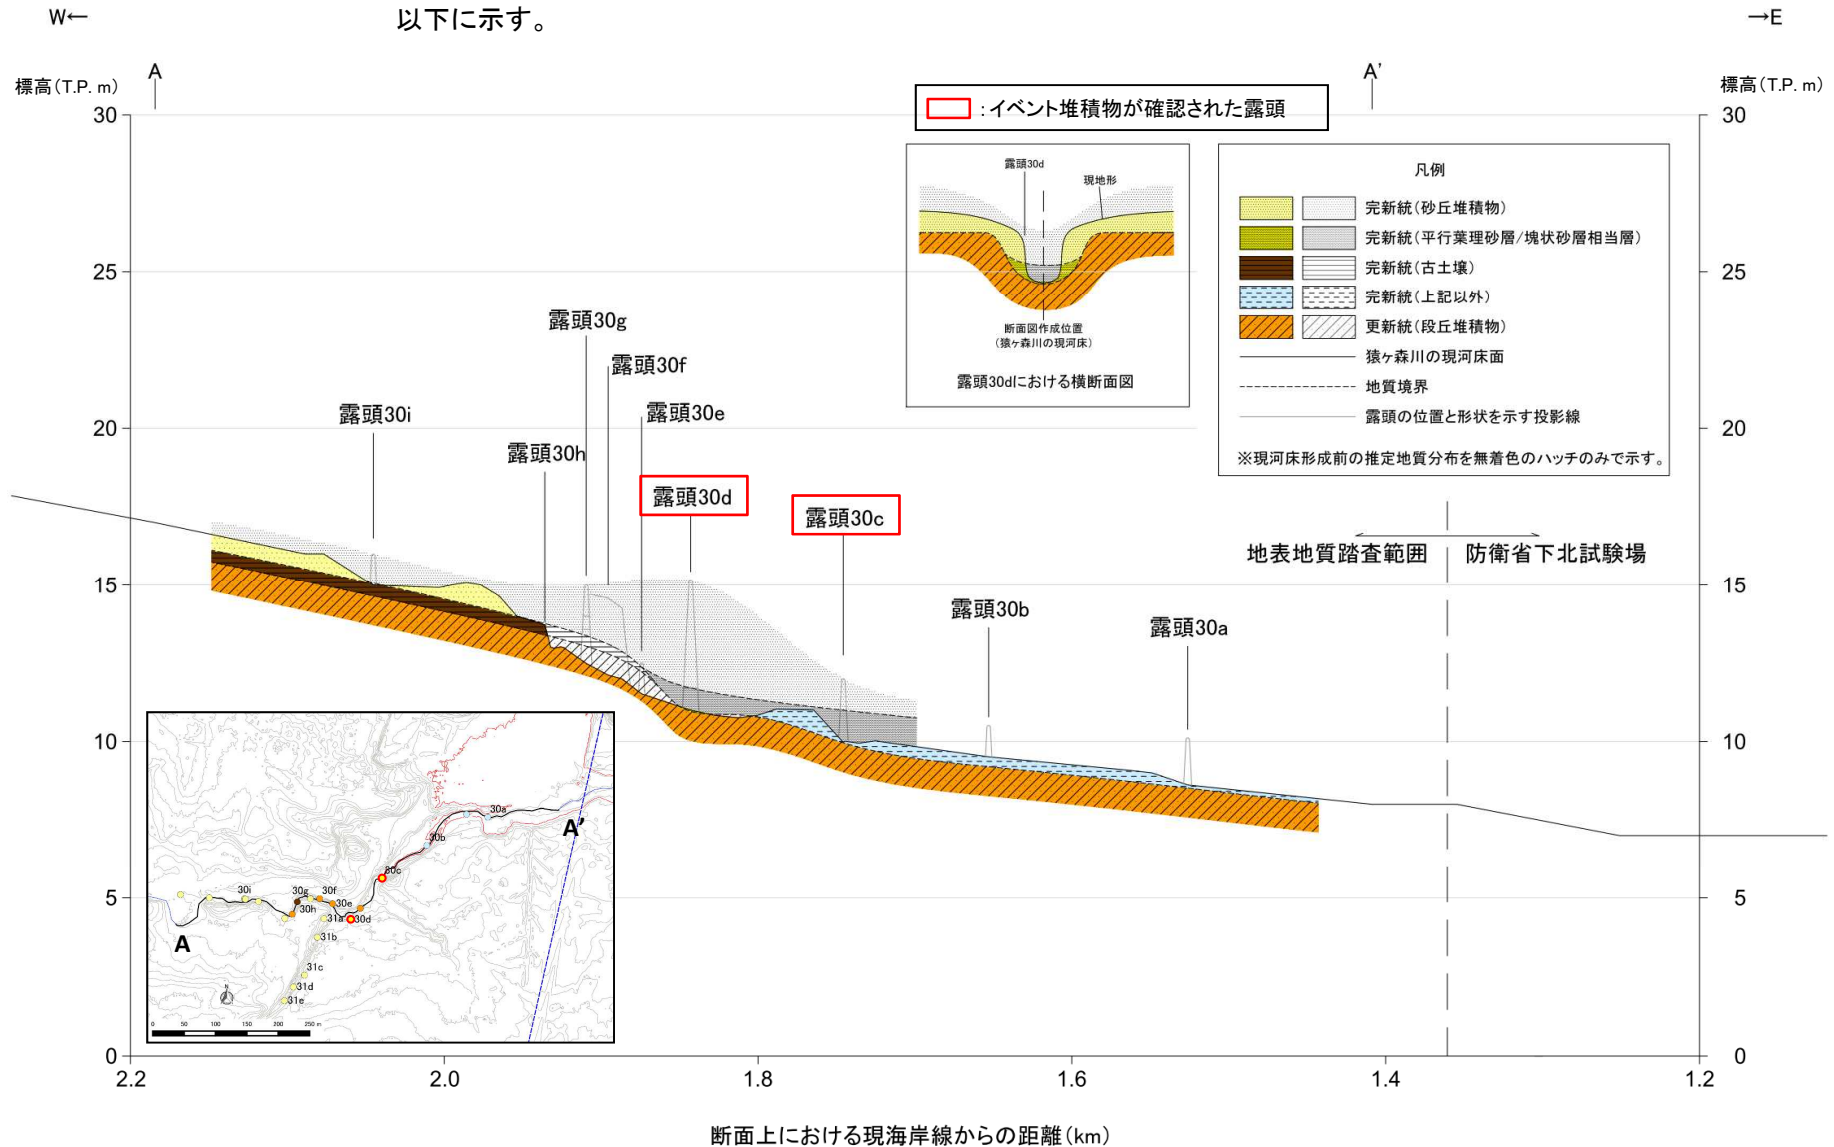 W←
以下に示す。
→E
標高(T.P. m)
A
A'
標高(T.P. m)
30
25
20
15
10
5
0
30
25
20
15
10
5
0
：イベント堆積物が確認された露頭
露頭30d
現地形
断面図作成位置
(猿ヶ森川の現河床)
露頭30dにおける横断面図
凡例
完新統(砂丘堆積物)
完新統(平行葉理砂層/塊状砂層相当層)
完新統(古土壌)
完新統(上記以外)
更新統(段丘堆積物)
猿ヶ森川の現河床面
地質境界
露頭の位置と形状を示す投影線
※現河床形成前の推定地質分布を無着色のハッチのみで示す。
露頭30g
露頭30f
露頭30i
露頭30e
露頭30h
露頭30d
露頭30c
地表地質踏査範囲
防衛省下北試験場
露頭30b
露頭30a
30a
A'
30b
30c
30i
30g
30f
30e
30h
31a
30d
A
31b
31c
31d
31e
N
0 50 100 150 200 250 m
2.2
2.0
1.8
1.6
1.4
1.2
断面上における現海岸線からの距離(km)